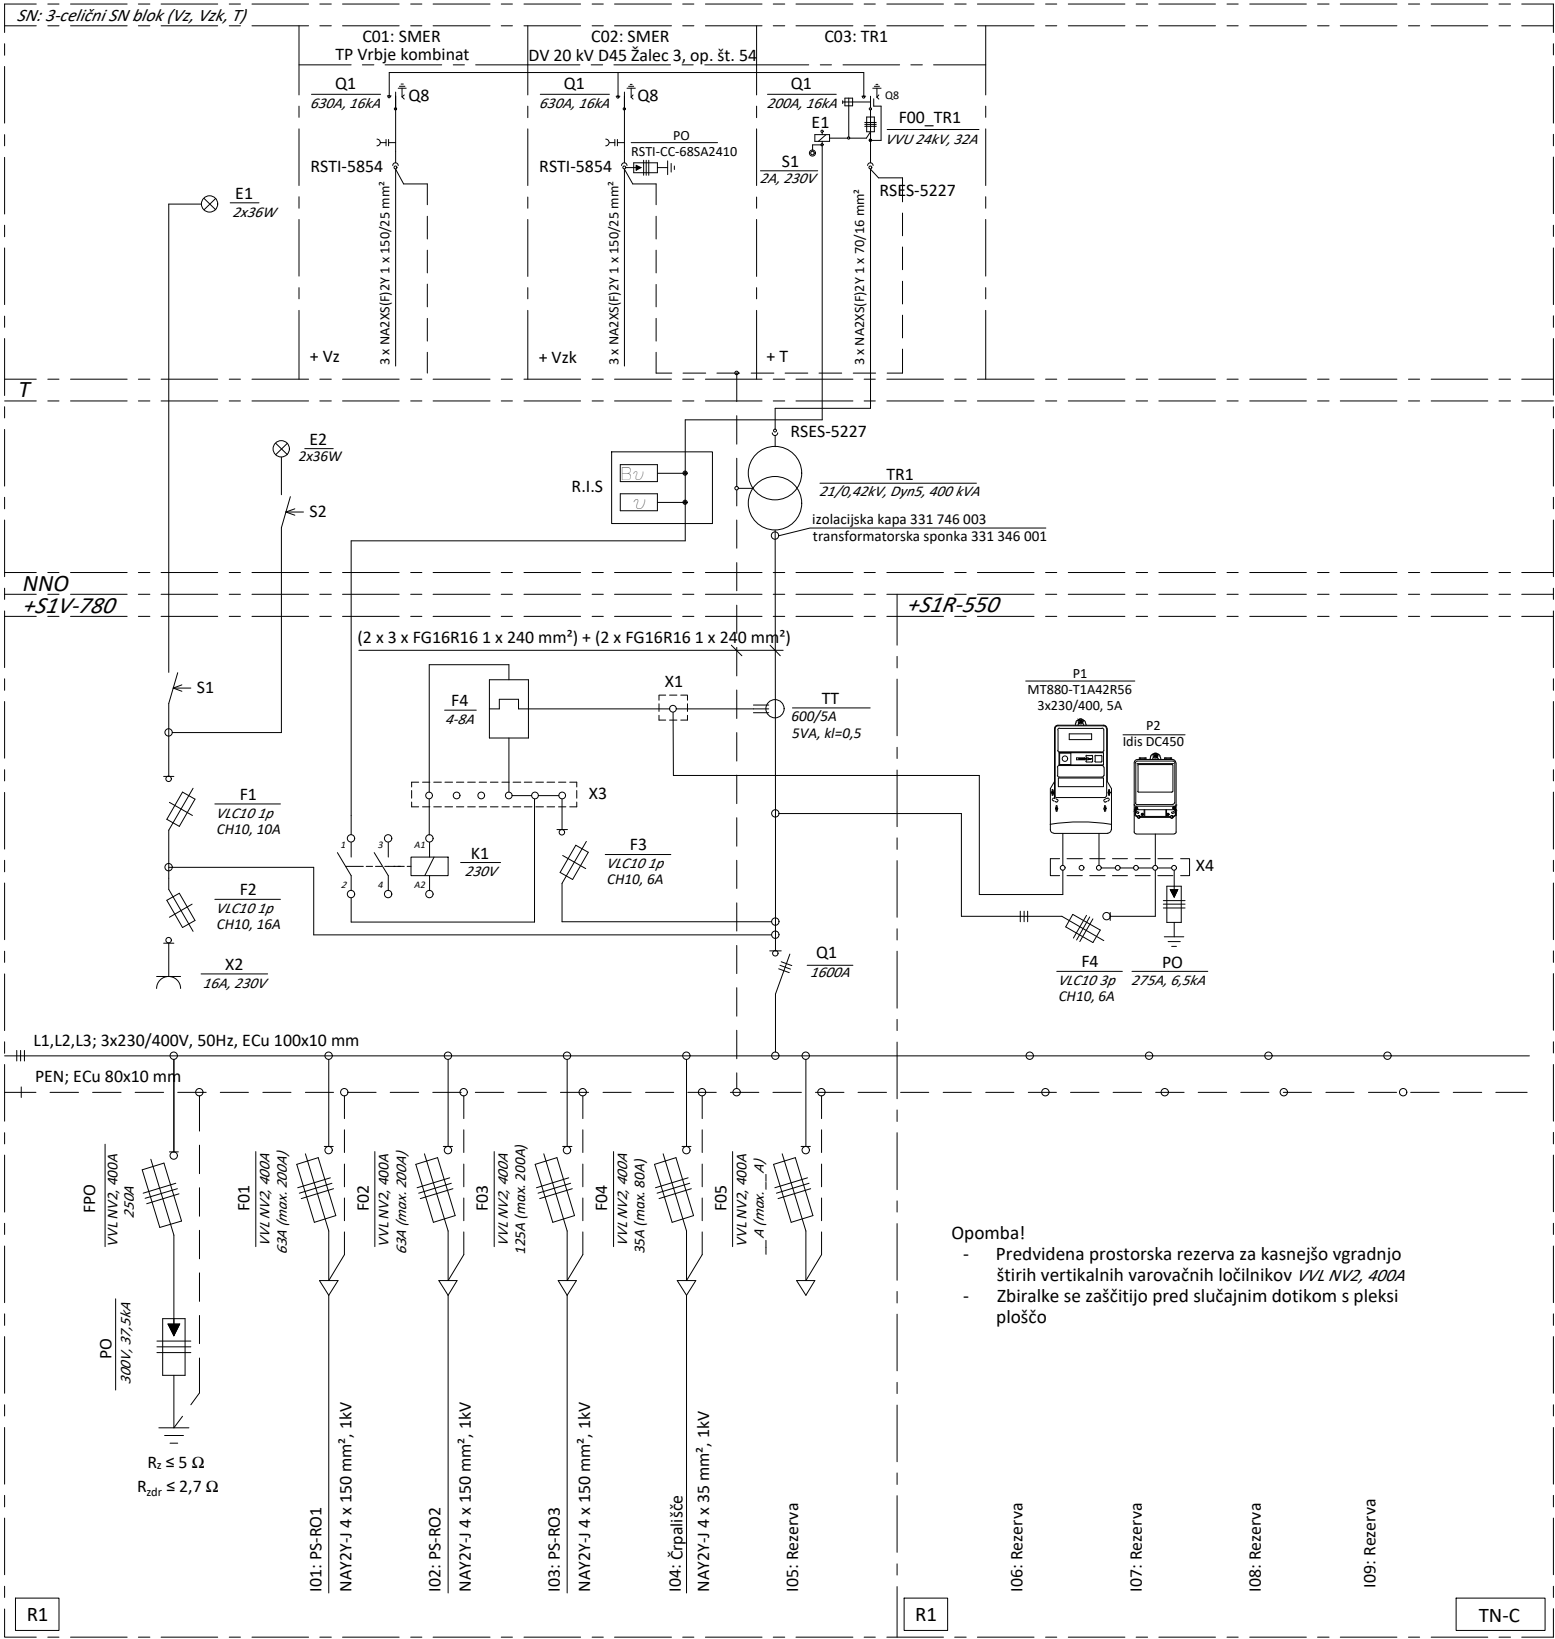 SN: 3-celični SN blok (Vz, Vzk, T)
C01: SMER
TP Vrbje kombinat
C02: SMER
DV 20 kV D45 Žalec 3, op. št. 54
C03: TR1
Q1
630A, 16kA
Q8
RSTI-5854
3 x NA2XS(F)2Y 1 x 150/25 mm²
+ Vz
Q1
630A, 16kA
Q8
PO
RSTI-CC-68SA2410
RSTI-5854
3 x NA2XS(F)2Y 1 x 150/25 mm²
+ Vzk
Q1
200A, 16kA
Q8
F00_TR1
VVU 24kV, 32A
E1
S1
2A, 230V
RSES-5227
3 x NA2XS(F)2Y 1 x 70/16 mm²
+ T
E1
2x36W
T
E2
2x36W
S2
R.I.S
Bυ
υ
RSES-5227
TR1
21/0,42kV, Dyn5, 400 kVA
izolacijska kapa 331 746 003
transformatorska sponka 331 346 001
NNO
+S1V-780
+S1R-550
(2 x 3 x FG16R16 1 x 240 mm²) + (2 x FG16R16 1 x 240 mm²)
S1
F4
4-8A
X1
TT
600/5A
5VA, kl=0,5
P1
MT880-T1A42R56
3x230/400, 5A
P2
Idis DC450
F1
VLC10 1p
CH10, 10A
X3
1
3
A1
K1
230V
2
4
A2
F3
VLC10 1p
CH10, 6A
X4
F2
VLC10 1p
CH10, 16A
X2
16A, 230V
Q1
1600A
F4
VLC10 3p
CH10, 6A
PO
275A, 6,5kA
L1,L2,L3; 3x230/400V, 50Hz, ECu 100x10 mm
PEN; ECu 80x10 mm
FPO
VVL NV2, 400A
250A
F01
VVL NV2, 400A
63A (max. 200A)
F02
VVL NV2, 400A
63A (max. 200A)
F03
VVL NV2, 400A
125A (max. 200A)
F04
VVL NV2, 400A
35A (max. 80A)
F05
VVL NV2, 400A
__A (max.__A)
PO
300V, 37,5kA
Rz ≤ 5 Ω
Rzdr ≤ 2,7 Ω
Opomba!
- Predvidena prostorska rezerva za kasnejšo vgradnjo
štirih vertikalnih varovačnih ločilnikov VVL NV2, 400A
- Zbiralke se zaščitijo pred slučajnim dotikom s pleksi
ploščo
I01: PS-RO1
NAY2Y-J 4 x 150 mm², 1kV
I02: PS-RO2
NAY2Y-J 4 x 150 mm², 1kV
I03: PS-RO3
NAY2Y-J 4 x 150 mm², 1kV
I04: Črpališče
NAY2Y-J 4 x 35 mm², 1kV
I05: Rezerva
I06: Rezerva
I07: Rezerva
I08: Rezerva
I09: Rezerva
R1
R1
TN-C